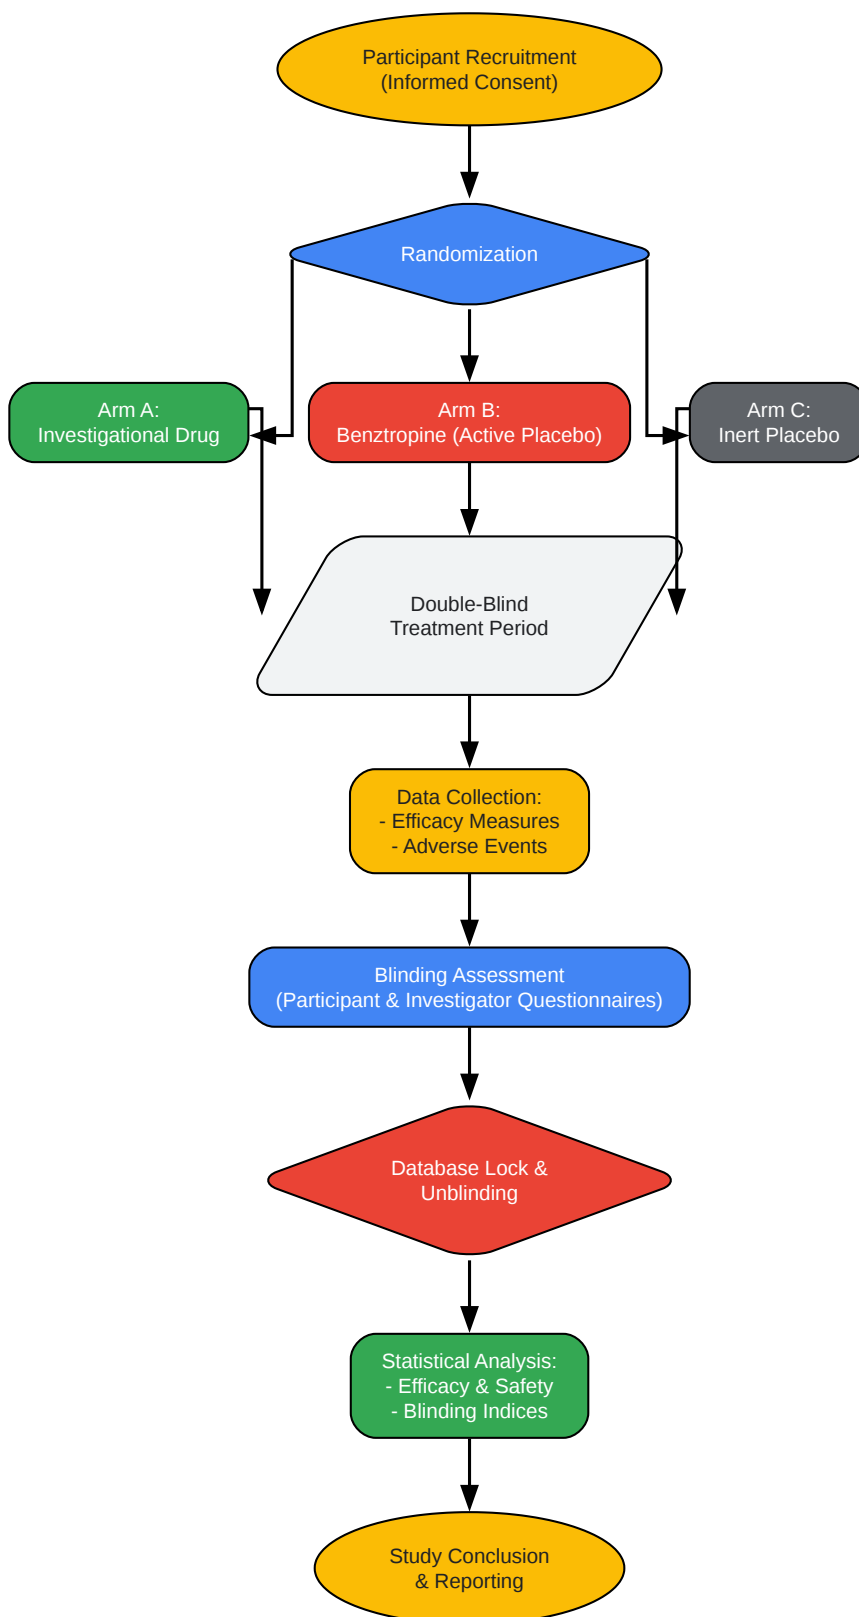 Participant Recruitment
(Informed Consent)
Randomization
Arm A:
Investigational Drug
Arm B:
Benztropine (Active Placebo)
Arm C:
Inert Placebo
Double-Blind
Treatment Period
Data Collection:
- Efficacy Measures
- Adverse Events
Blinding Assessment
(Participant & Investigator Questionnaires)
Database Lock &
Unblinding
Statistical Analysis:
- Efficacy & Safety
- Blinding Indices
Study Conclusion
& Reporting